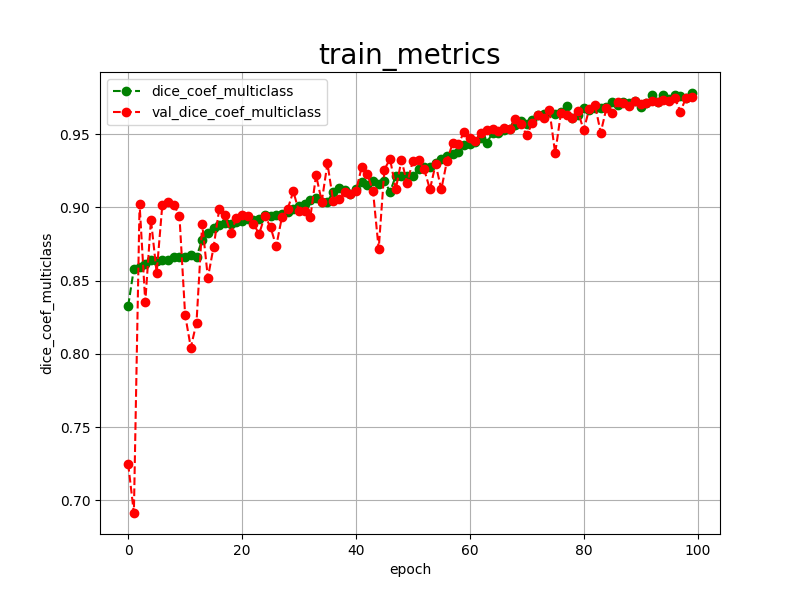 train_metrics
dice_coef_multiclass
val_dice_coef_multiclass
0.95
0.90
0.85
0.80
0.75
0.70
dice_coef_multiclass
0 20 40 60 80 100
epoch